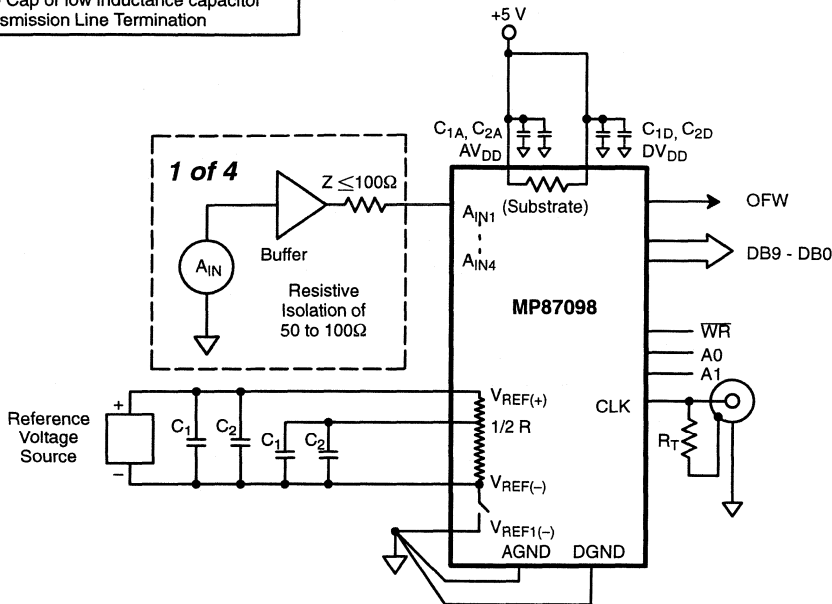 Cap or low inductance capacitor
smission Line Termination
+5 V
C1A, C2A
AVDD
C1D, C2D
DVDD
1 of 4
Z ≤100Ω
(Substrate)
AIN1
AIN4
AIN
Buffer
Resistive
Isolation of
50 to 100Ω
MP87098
OFW
DB9 - DB0
WR
A0
A1
CLK
RT
Reference
Voltage
Source
+
−
C1
C2
C1
C2
VREF(+)
1/2 R
VREF(−)
VREF1(−)
AGND
DGND